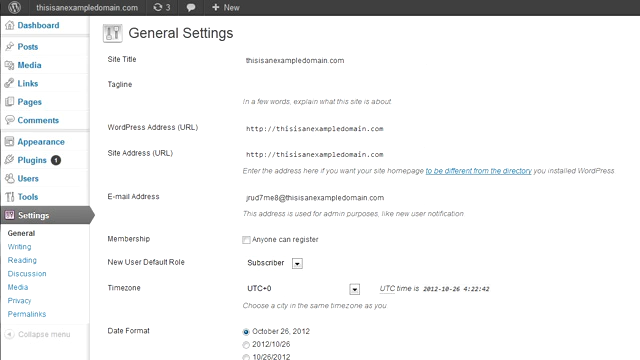 thisisanexampledomain.com 3 New
Dashboard
Posts
Media
Links
Pages
Comments
Appearance
Plugins 1
Users
Tools
Settings
General
Writing
Reading
Discussion
Media
Privacy
Permalinks
Collapse menu
General Settings
Site Title thisisanexampledomain.com
Tagline
In a few words, explain what this site is about
WordPress Address (URL) http://thisisanexampledomain.com
Site Address (URL) http://thisisanexampledomain.com
Enter the address here if you want your site homepage to be different from the directory you installed WordPress
E-mail Address jrud7me8@thisisanexampledomain.com
This address is used for admin purposes, like new user notification
Membership Anyone can register
New User Default Role Subscriber
Timezone UTC+0 UTC time is 2012-10-26 4:22:42
Choose a city in the same timezone as you
Date Format October 26, 2012
2012/10/26
10/26/2012